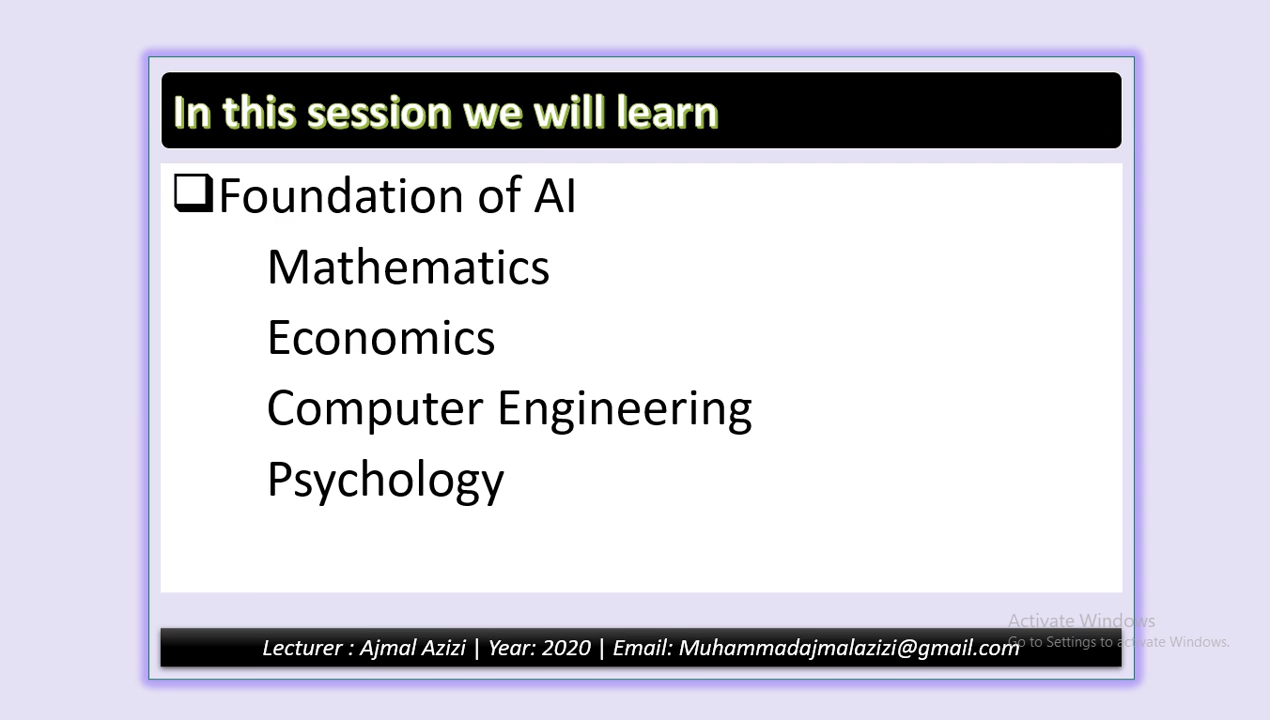 In this session we will learn
❑Foundation of AI
Mathematics
Economics
Computer Engineering
Psychology
Activate Windows
Go to Settings to activate Windows.
Lecturer : Ajmal Azizi | Year: 2020 | Email: Muhammadajmalazizi@gmail.com